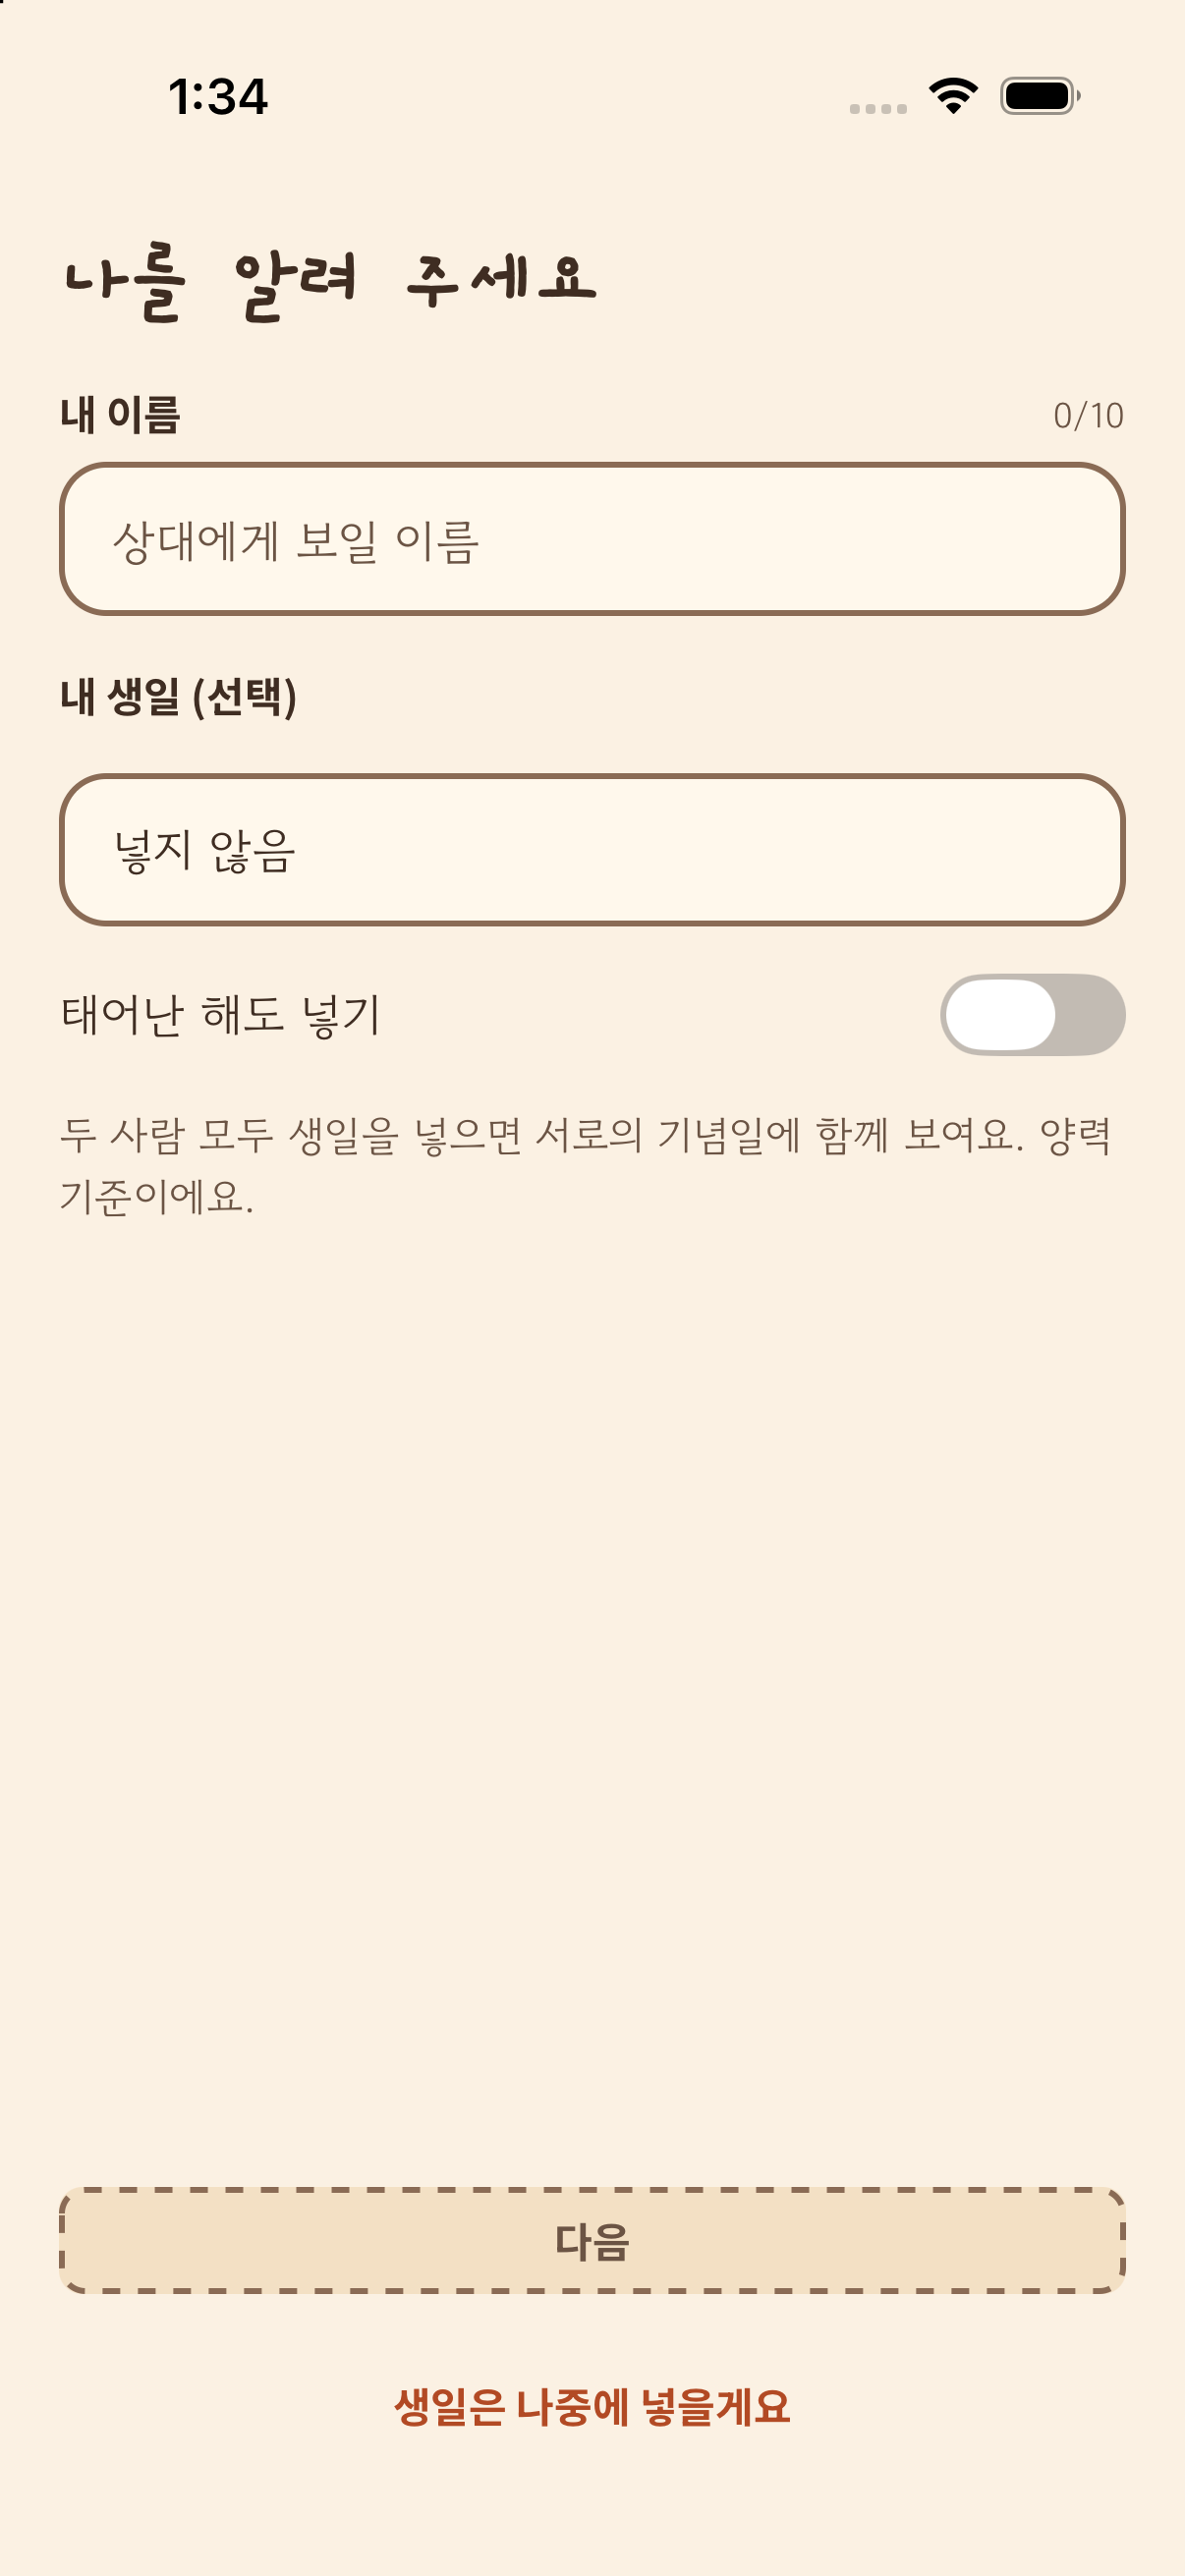 1:34
나를 알려 주세요
내 이름
0/10
상대에게 보일 이름
내 생일 (선택)
넣지 않음
태어난 해도 넣기
두 사람 모두 생일을 넣으면 서로의 기념일에 함께 보여요. 양력
기준이에요.
다음
생일은 나중에 넣을게요